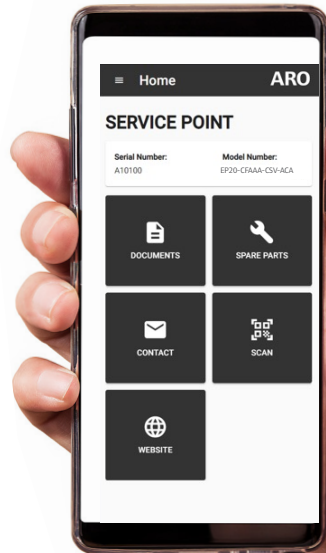 Home ARO
SERVICE POINT
Serial Number: Model Number:
A10100 EP20-CFAAA-CSV-ACA
DOCUMENTS SPARE PARTS
CONTACT SCAN
WEBSITE